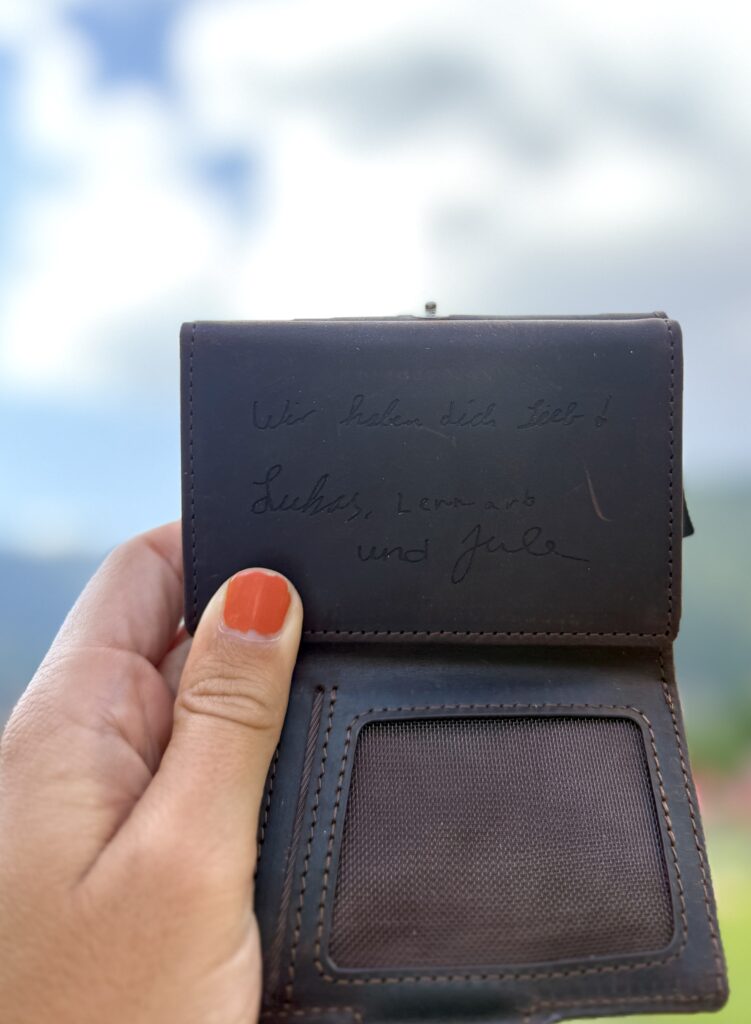 Wir haben dich Lieb!
Lukas, Lennart
und Jule